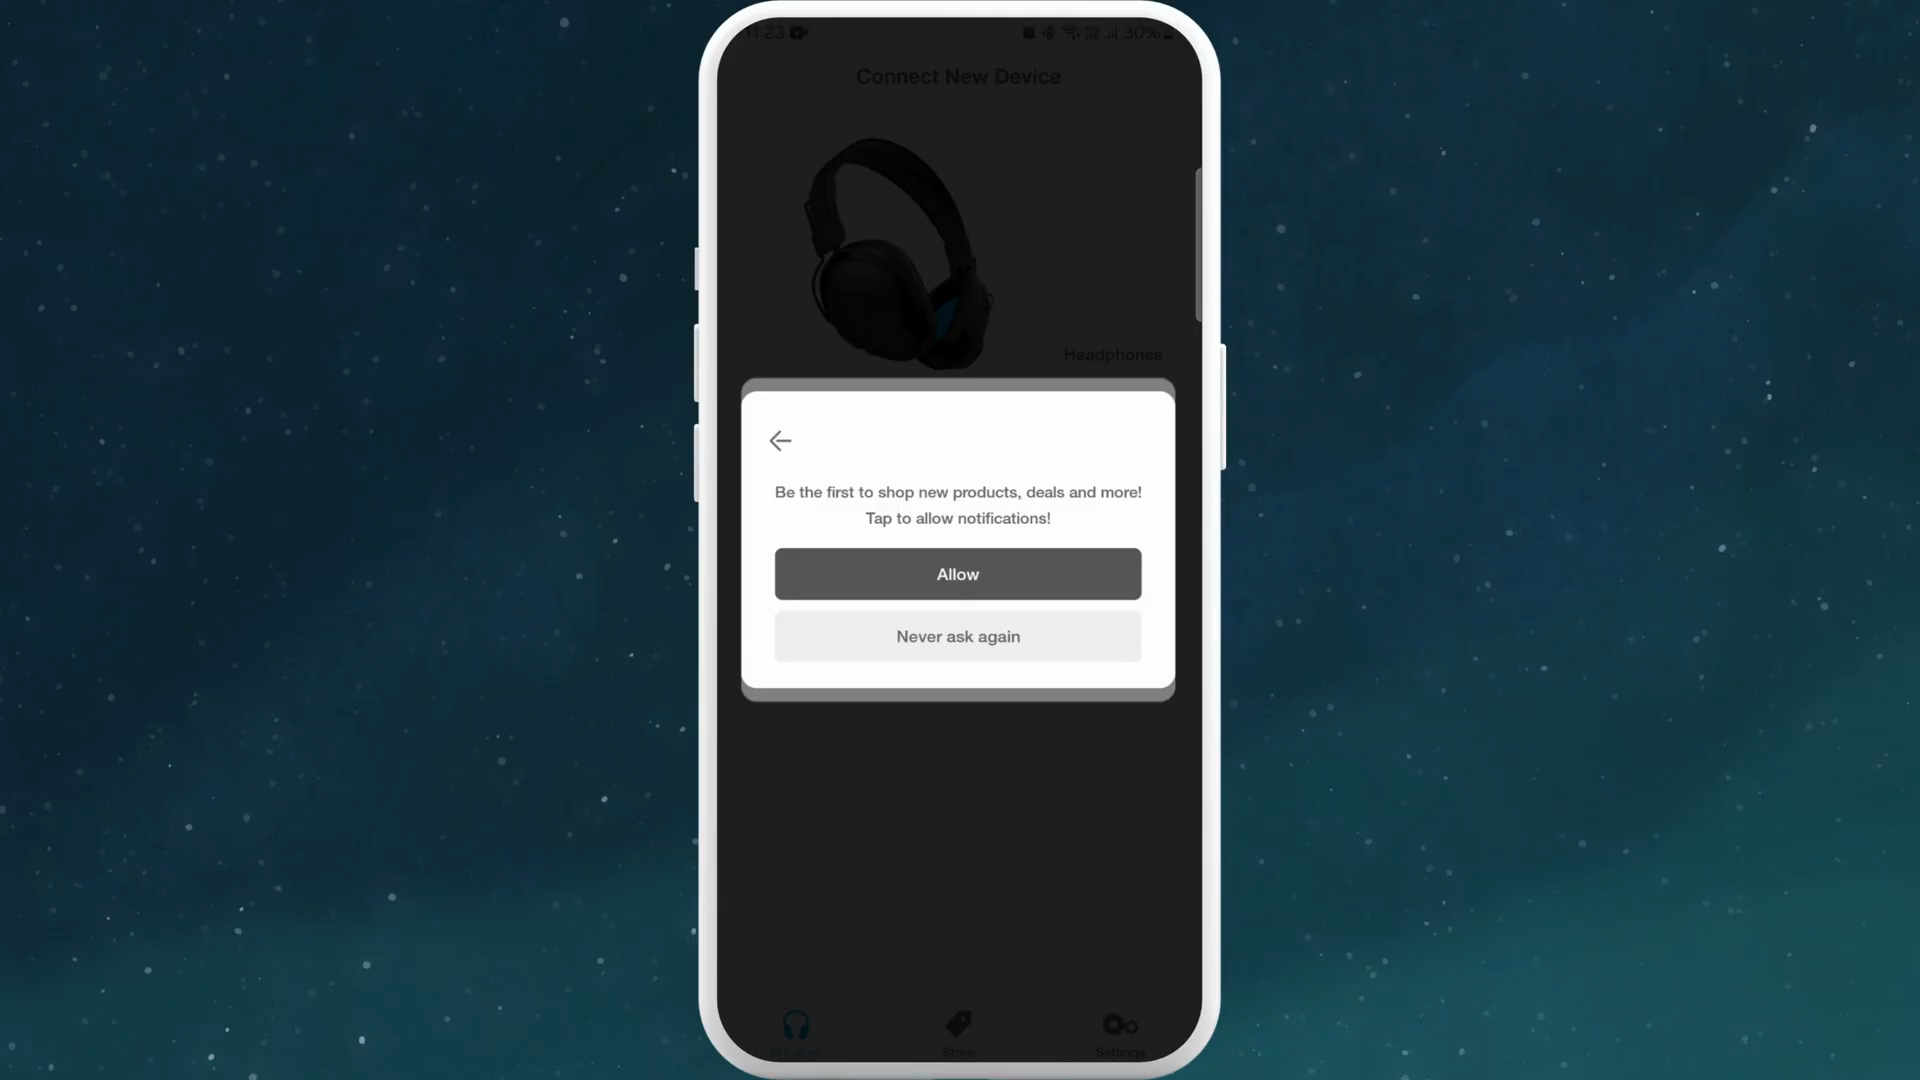 11:23
30%
Connect New Device
Headphones
Be the first to shop new products, deals and more!
Tap to allow notifications!
Allow
Never ask again
Store
Settings